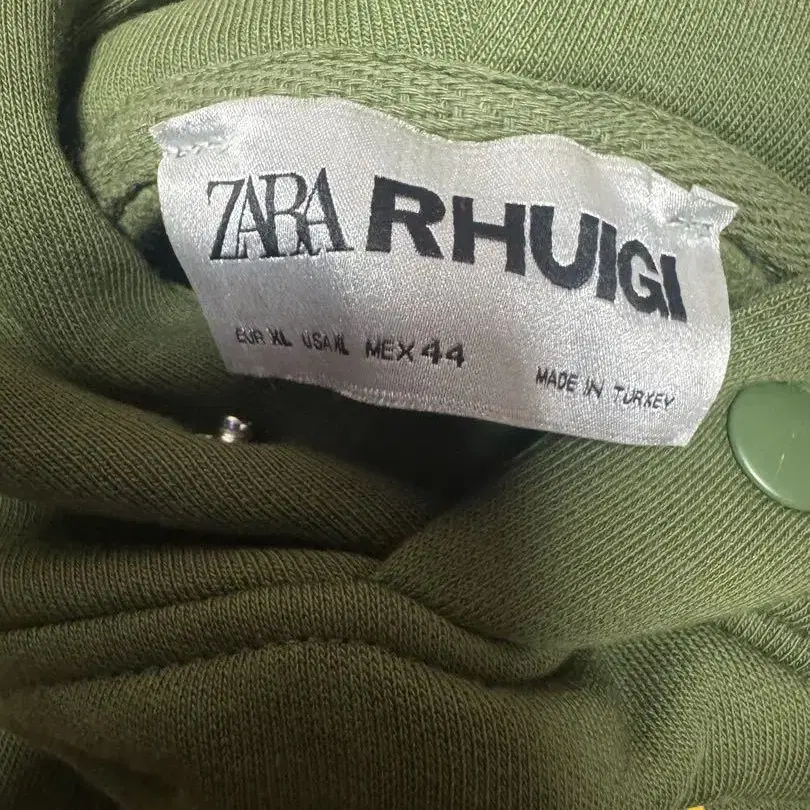 ZARA RHUIGI
EUR XL USA XL MEX 44
MADE IN TURKEY